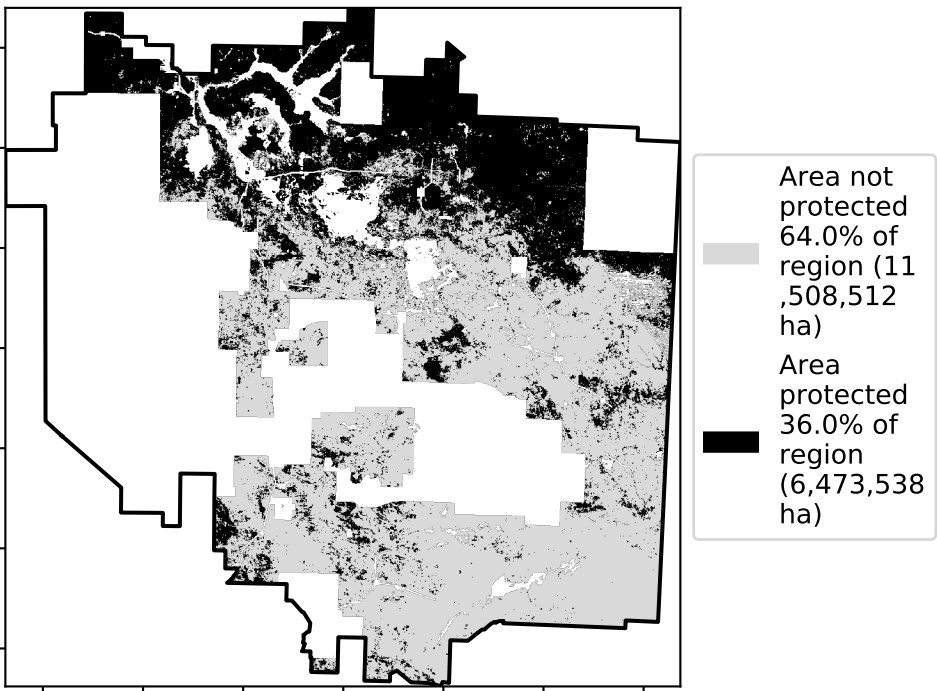 Area not
protected
64.0% of
region (11
,508,512
ha)
Area
protected
36.0% of
region
(6,473,538
ha)